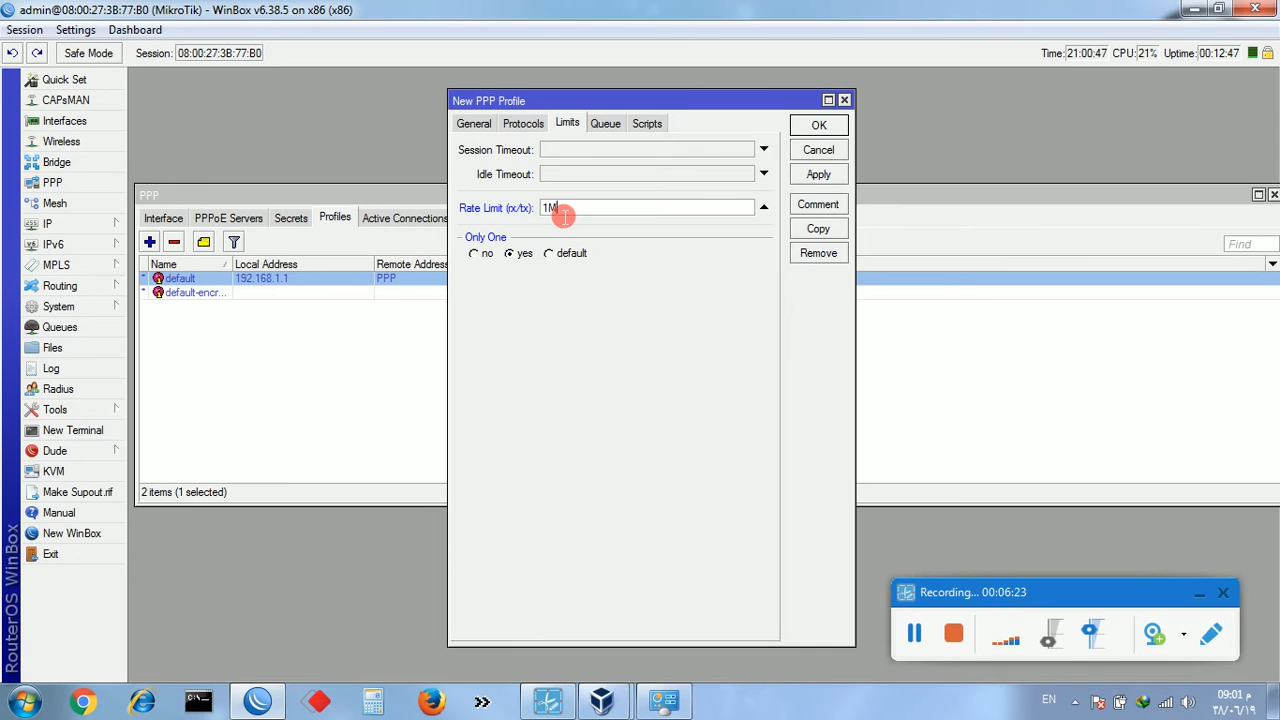 admin@08:00:27:3B:77:B0 (MikroTik) - WinBox v6.38.5 on x86 (x86)
Session Settings Dashboard
Safe Mode Session: 08:00:27:3B:77:B0 Time: 21:00:47 CPU: 21% Uptime: 00:12:47
Quick Set
CAPsMAN
Interfaces
Wireless
Bridge
PPP
Mesh
IP
IPv6
MPLS
Routing
System
Queues
Files
Log
Radius
Tools
New Terminal
Dude
KVM
Make Supout.rif
Manual
New WinBox
Exit
RouterOS WinBox
PPP
Interface PPPoE Servers Secrets Profiles Active Connections
Find
Name / Local Address Remote Address
* default 192.168.1.1 PPP
* default-encr...
2 items (1 selected)
New PPP Profile
General Protocols Limits Queue Scripts
Session Timeout:
Idle Timeout:
Rate Limit (rx/tx): 1M
Only One
no yes default
OK
Cancel
Apply
Comment
Copy
Remove
Recording... 00:06:23
EN
09:01 م
٣٨/٠٦/١٩